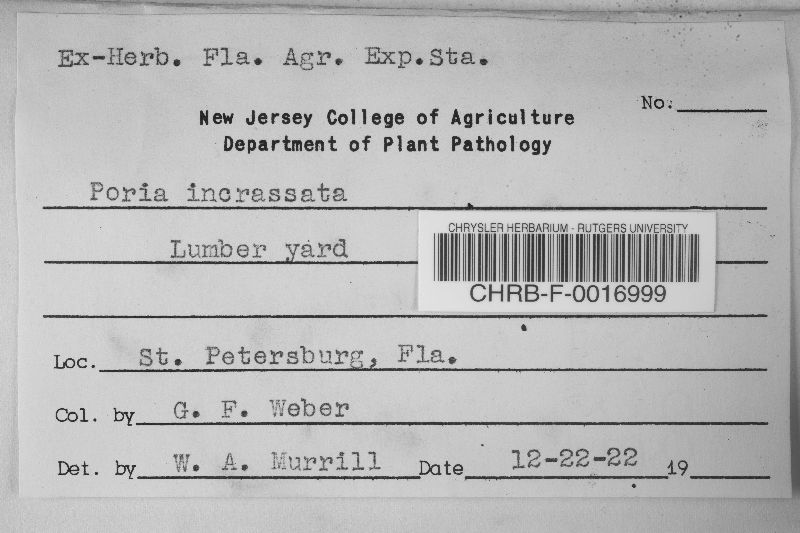 Ex-Herb. Fla. Agr. Exp.Sta.
No.
New Jersey College of Agriculture
Department of Plant Pathology
Poria incrassata
Lumber yard
CHRYSLER HERBARIUM - RUTGERS UNIVERSITY
CHRB-F-0016999
Loc. St. Petersburg, Fla.
Col. by G. F. Weber
Det. by W. A. Murrill Date 12-22-22 19